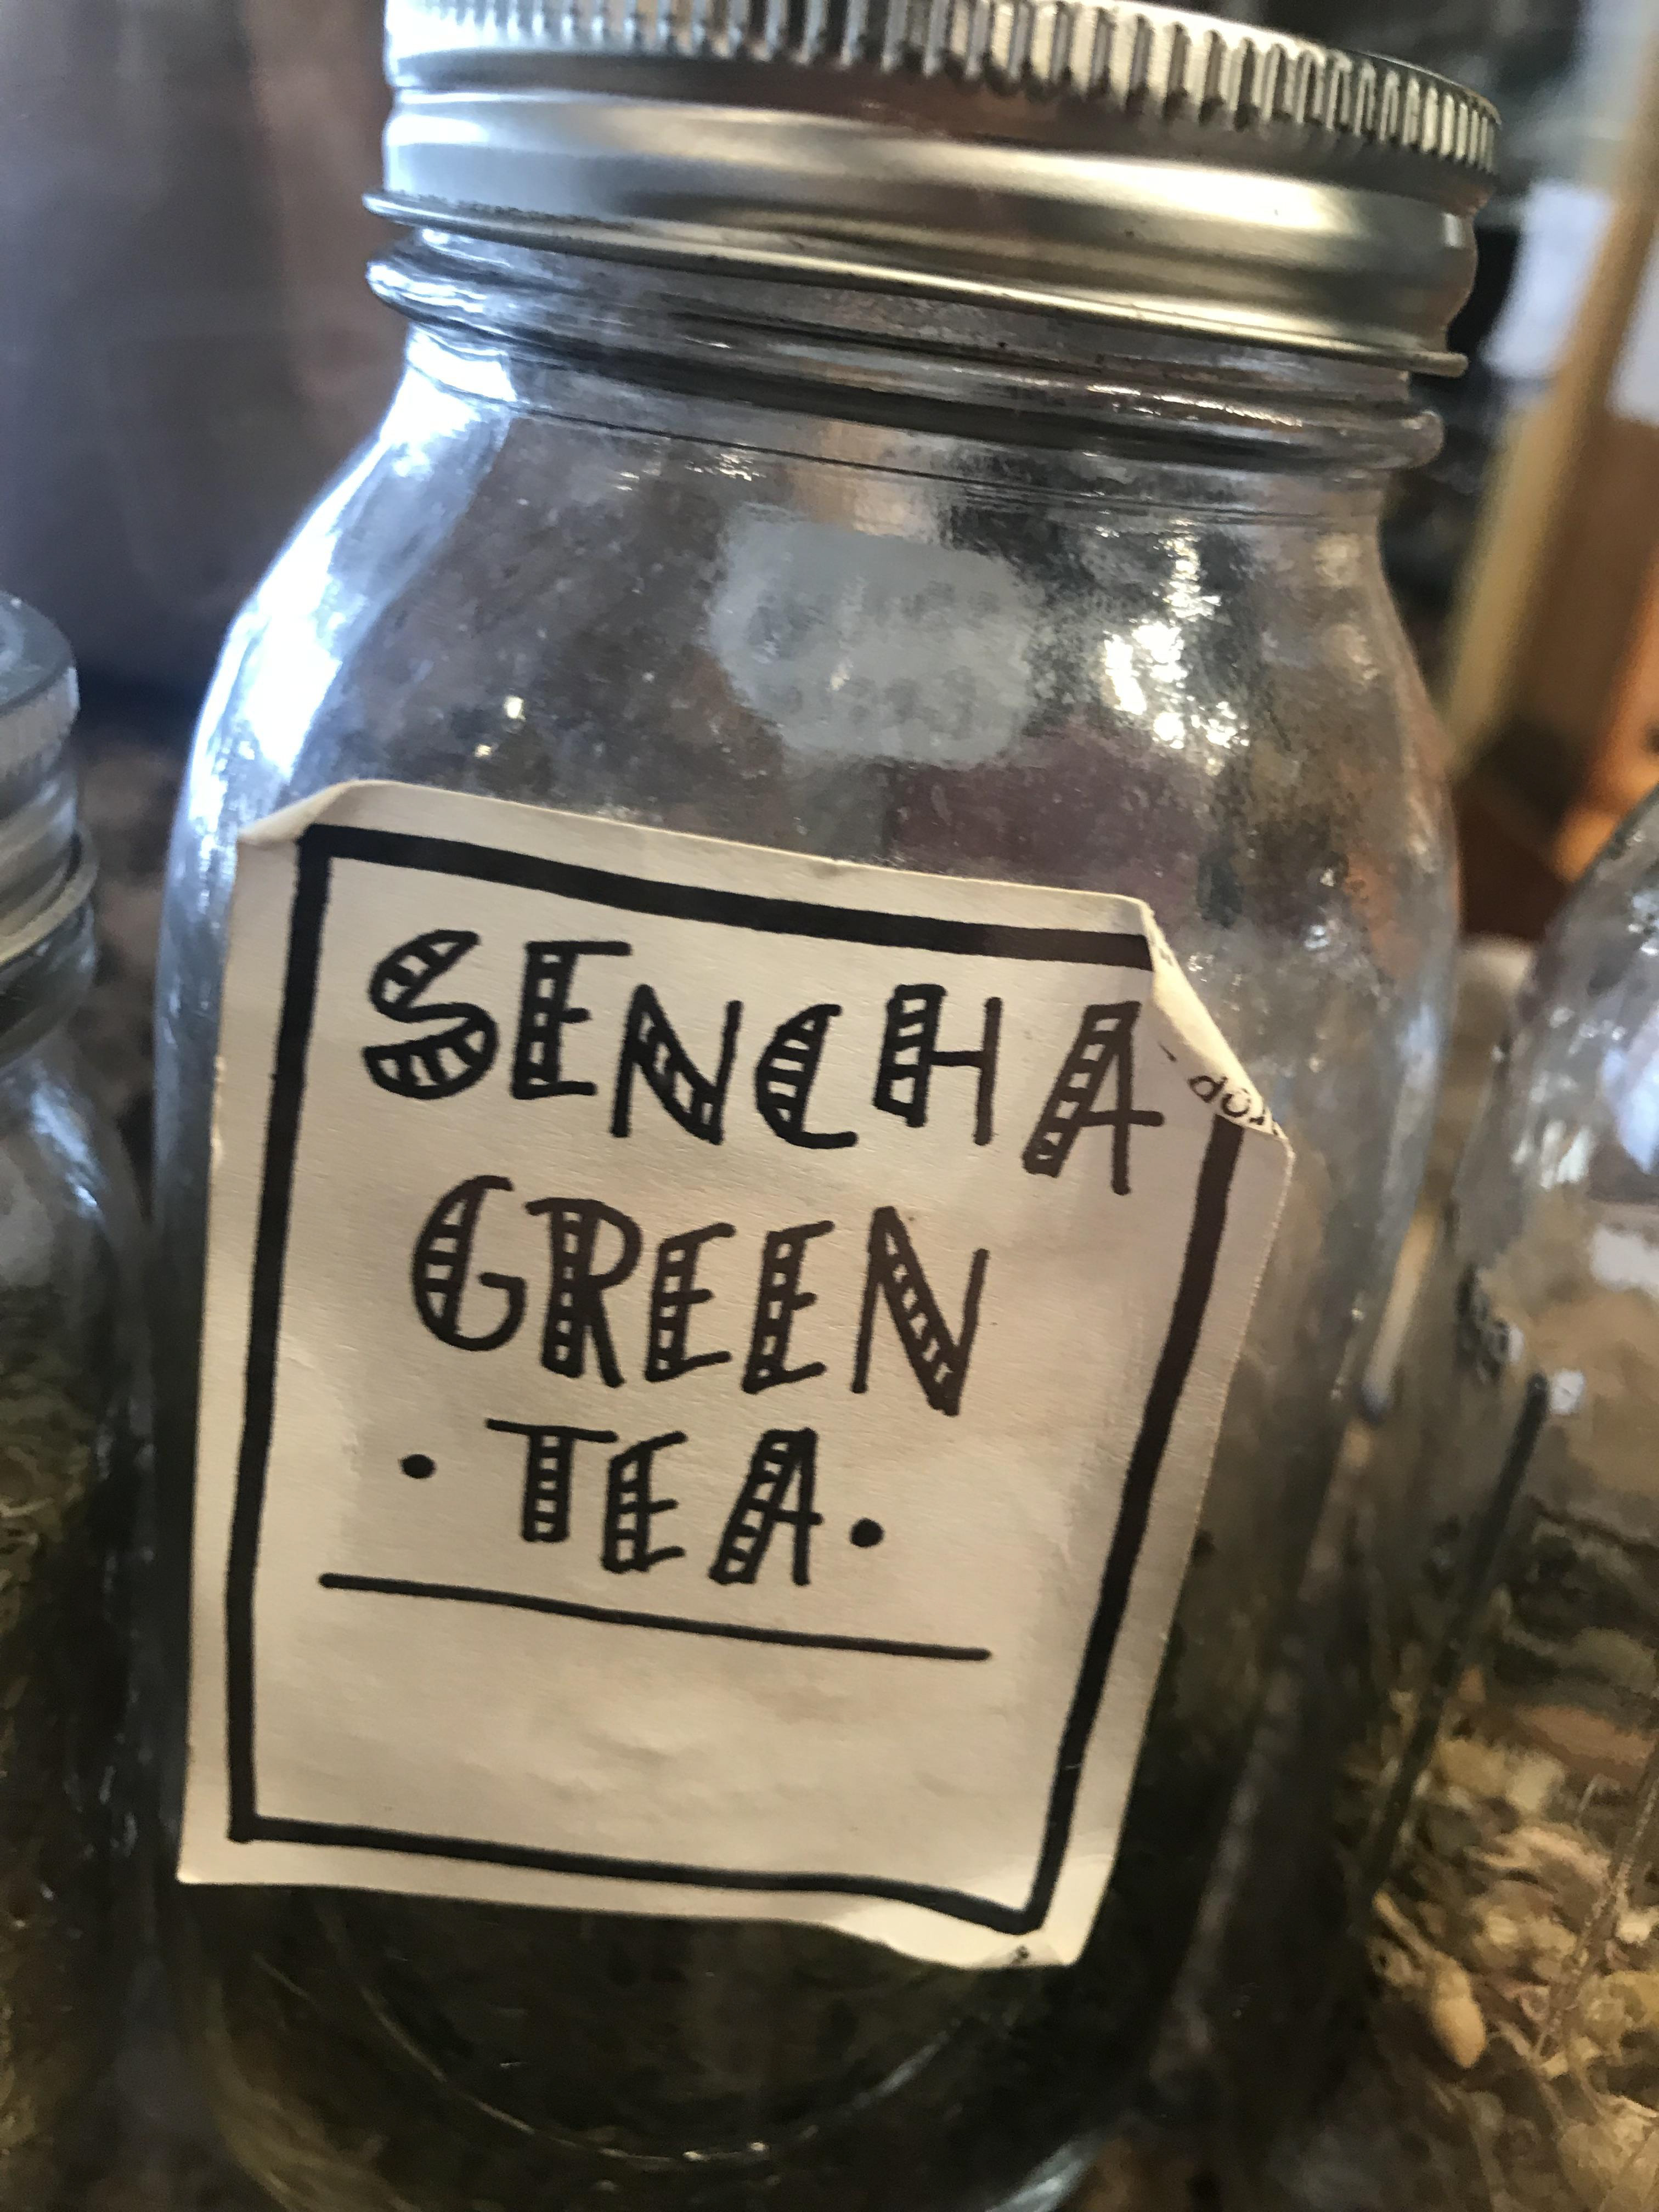 SENCHA
GREEN
• TEA •